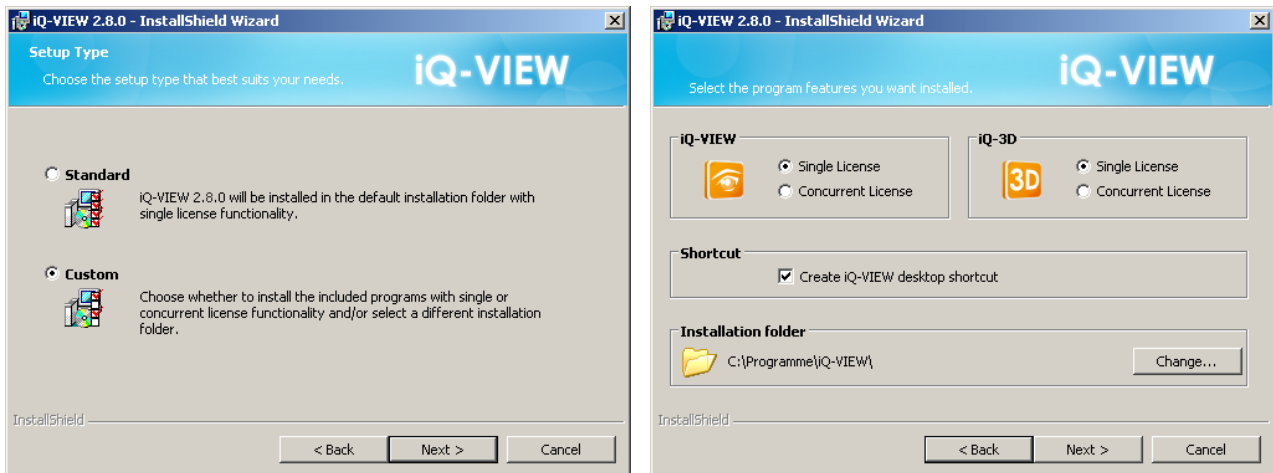 iQ-VIEW 2.8.0 - InstallShield Wizard
Setup Type
Choose the setup type that best suits your needs.
iQ-VIEW
Standard
iQ-VIEW 2.8.0 will be installed in the default installation folder with
single license functionality.
Custom
Choose whether to install the included programs with single or
concurrent license functionality and/or select a different installation
folder.
InstallShield
< Back
Next >
Cancel
iQ-VIEW 2.8.0 - InstallShield Wizard
Select the program features you want installed.
iQ-VIEW
iQ-VIEW
Single License
Concurrent License
iQ-3D
3D
Single License
Concurrent License
Shortcut
Create iQ-VIEW desktop shortcut
Installation folder
C:\Programme\iQ-VIEW\
Change...
InstallShield
< Back
Next >
Cancel